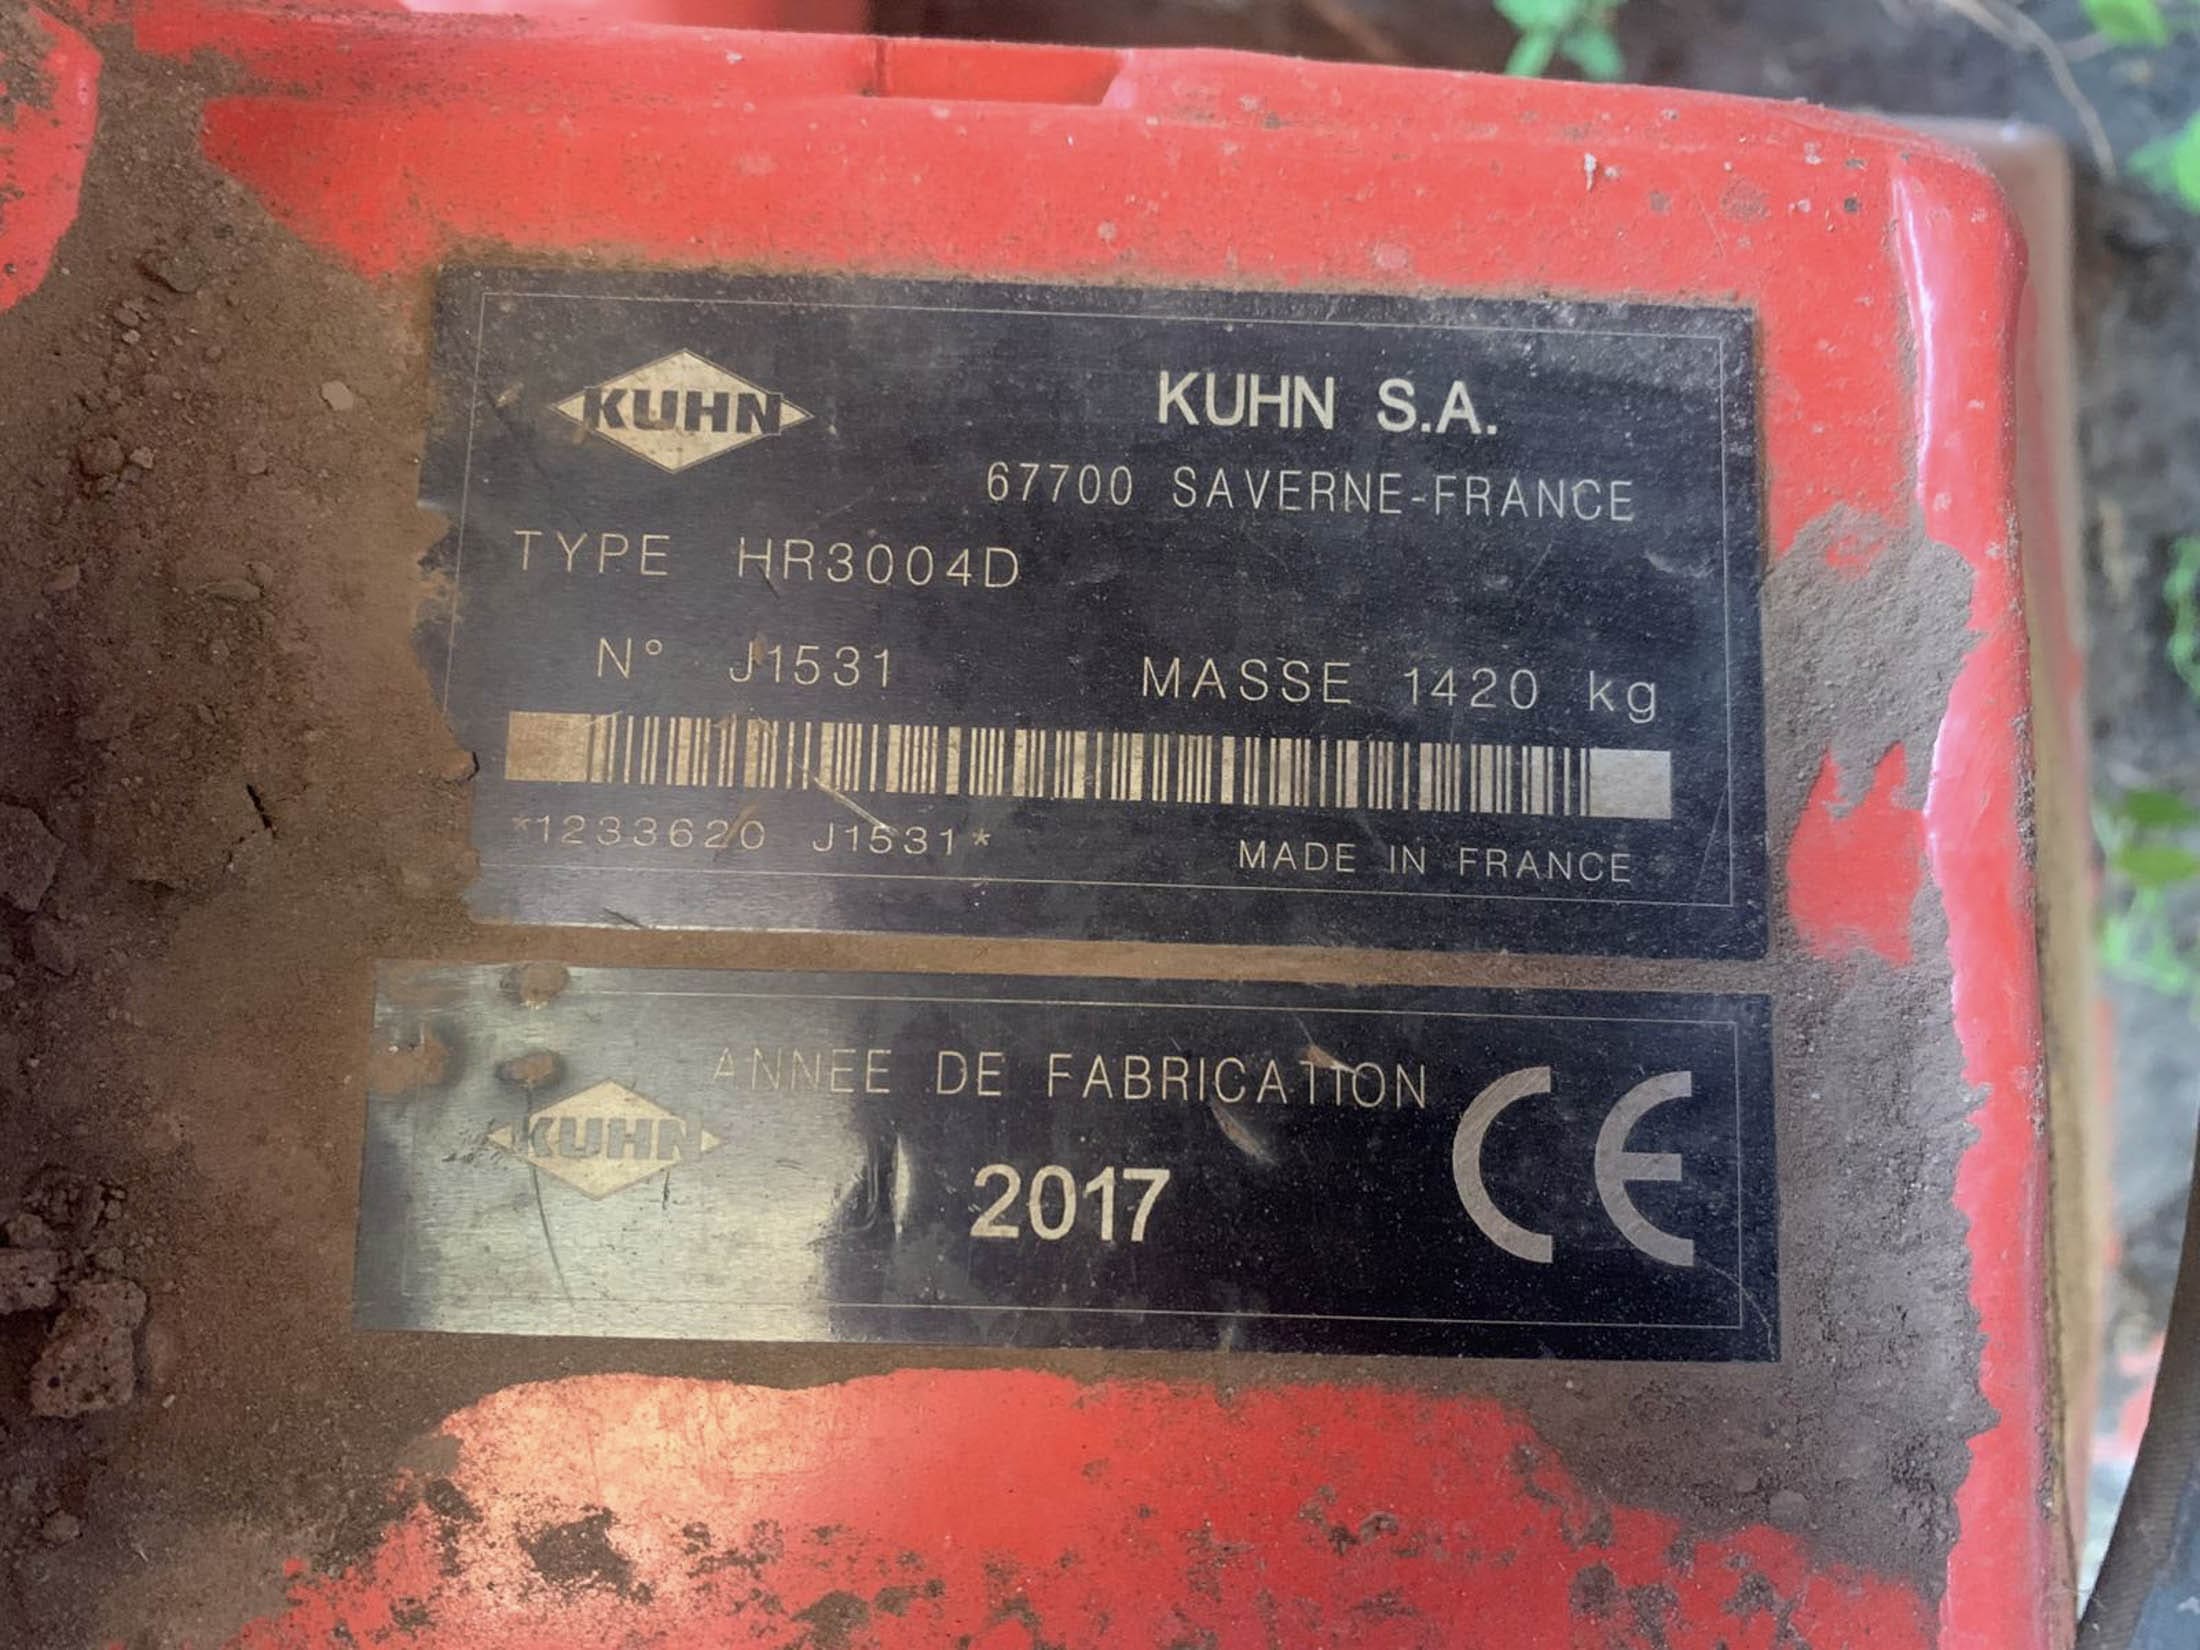 KUHN
KUHN S.A.
67700 SAVERNE-FRANCE
TYPE HR3004D
N° J1531 MASSE 1420 kg
*1233620 J1531*
MADE IN FRANCE
ANNEE DE FABRICATION
KUHN
2017
CE